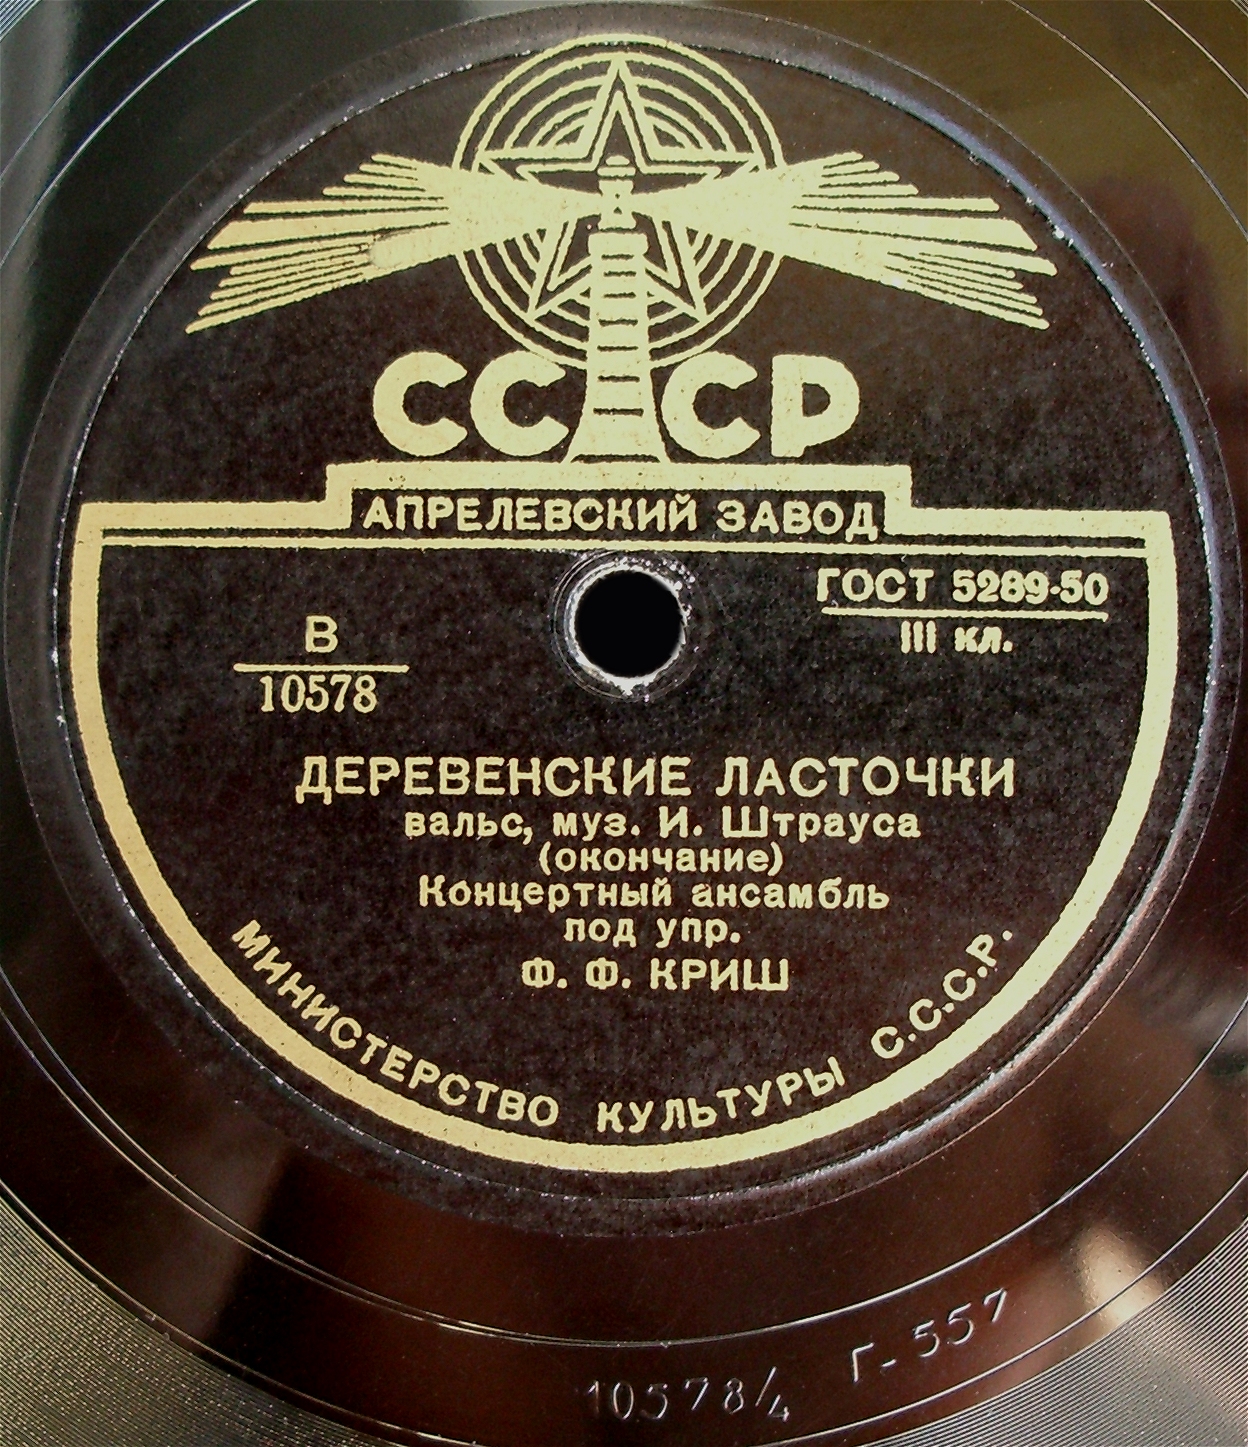 СССР
АПРЕЛЕВСКИЙ ЗАВОД
ГОСТ 5289-50
III кл.
В
10578
ДЕРЕВЕНСКИЕ ЛАСТОЧКИ
вальс, муз. И. Штрауса
(окончание)
Концертный ансамбль
под упр.
Ф. Ф. КРИШ
МИНИСТЕРСТВО КУЛЬТУРЫ С.С.С.Р.
10578/4 Г-557